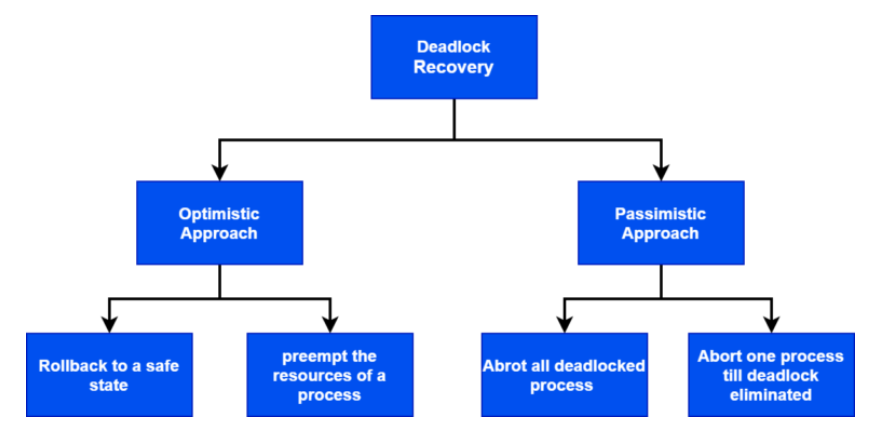 Deadlock
Recovery
Optimistic
Approach
Passimistic
Approach
Rollback to a safe
state
preempt the
resources of a
process
Abrot all deadlocked
process
Abort one process
till deadlock
eliminated